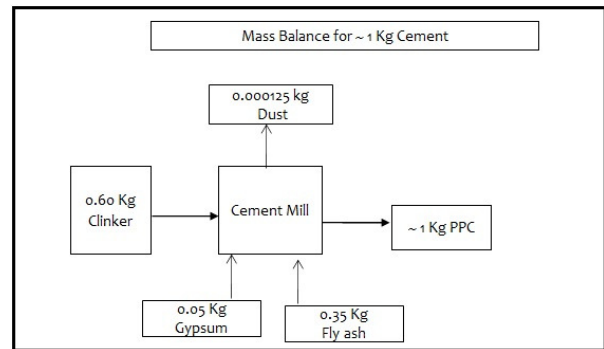 Mass Balance for ~ 1 Kg Cement
0.000125 kg
Dust
0.60 Kg
Clinker
Cement Mill
~ 1 Kg PPC
0.05 Kg
Gypsum
0.35 Kg
Fly ash